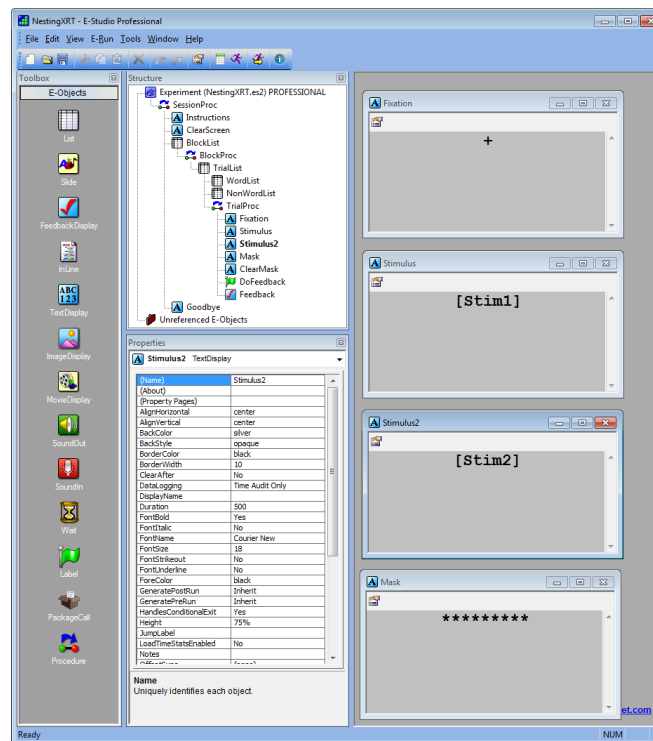 NestingXRT - E-Studio Professional
File Edit View E-Run Tools Window Help
Toolbox
E-Objects
List
Slide
FeedbackDisplay
InLine
ABC
123
TextDisplay
ImageDisplay
MovieDisplay
SoundOut
SoundIn
Wait
Label
PackageCall
Procedure
Structure
Experiment (NestingXRT.es2) PROFESSIONAL
SessionProc
A Instructions
A ClearScreen
BlockList
BlockProc
TrialList
WordList
NonWordList
TrialProc
A Fixation
A Stimulus
A Stimulus2
A Mask
A ClearMask
DoFeedback
Feedback
A Goodbye
Unreferenced E-Objects
Properties
A Stimulus2 TextDisplay
(Name) Stimulus2
(About)
(Property Pages)
AlignHorizontal center
AlignVertical center
BackColor silver
BackStyle opaque
BorderColor black
BorderWidth 10
ClearAfter No
DataLogging Time Audit Only
DisplayName
Duration 500
FontBold Yes
FontItalic No
FontName Courier New
FontSize 18
FontStrikeout No
FontUnderline No
ForeColor black
GeneratePostRun Inherit
GeneratePreRun Inherit
HandlesConditionalExit Yes
Height 75%
JumpLabel
LoadTimeStatsEnabled No
Notes
Name
Uniquely identifies each object.
A Fixation
+
A Stimulus
[Stim1]
A Stimulus2
[Stim2]
A Mask
*********
et.com
Ready NUM